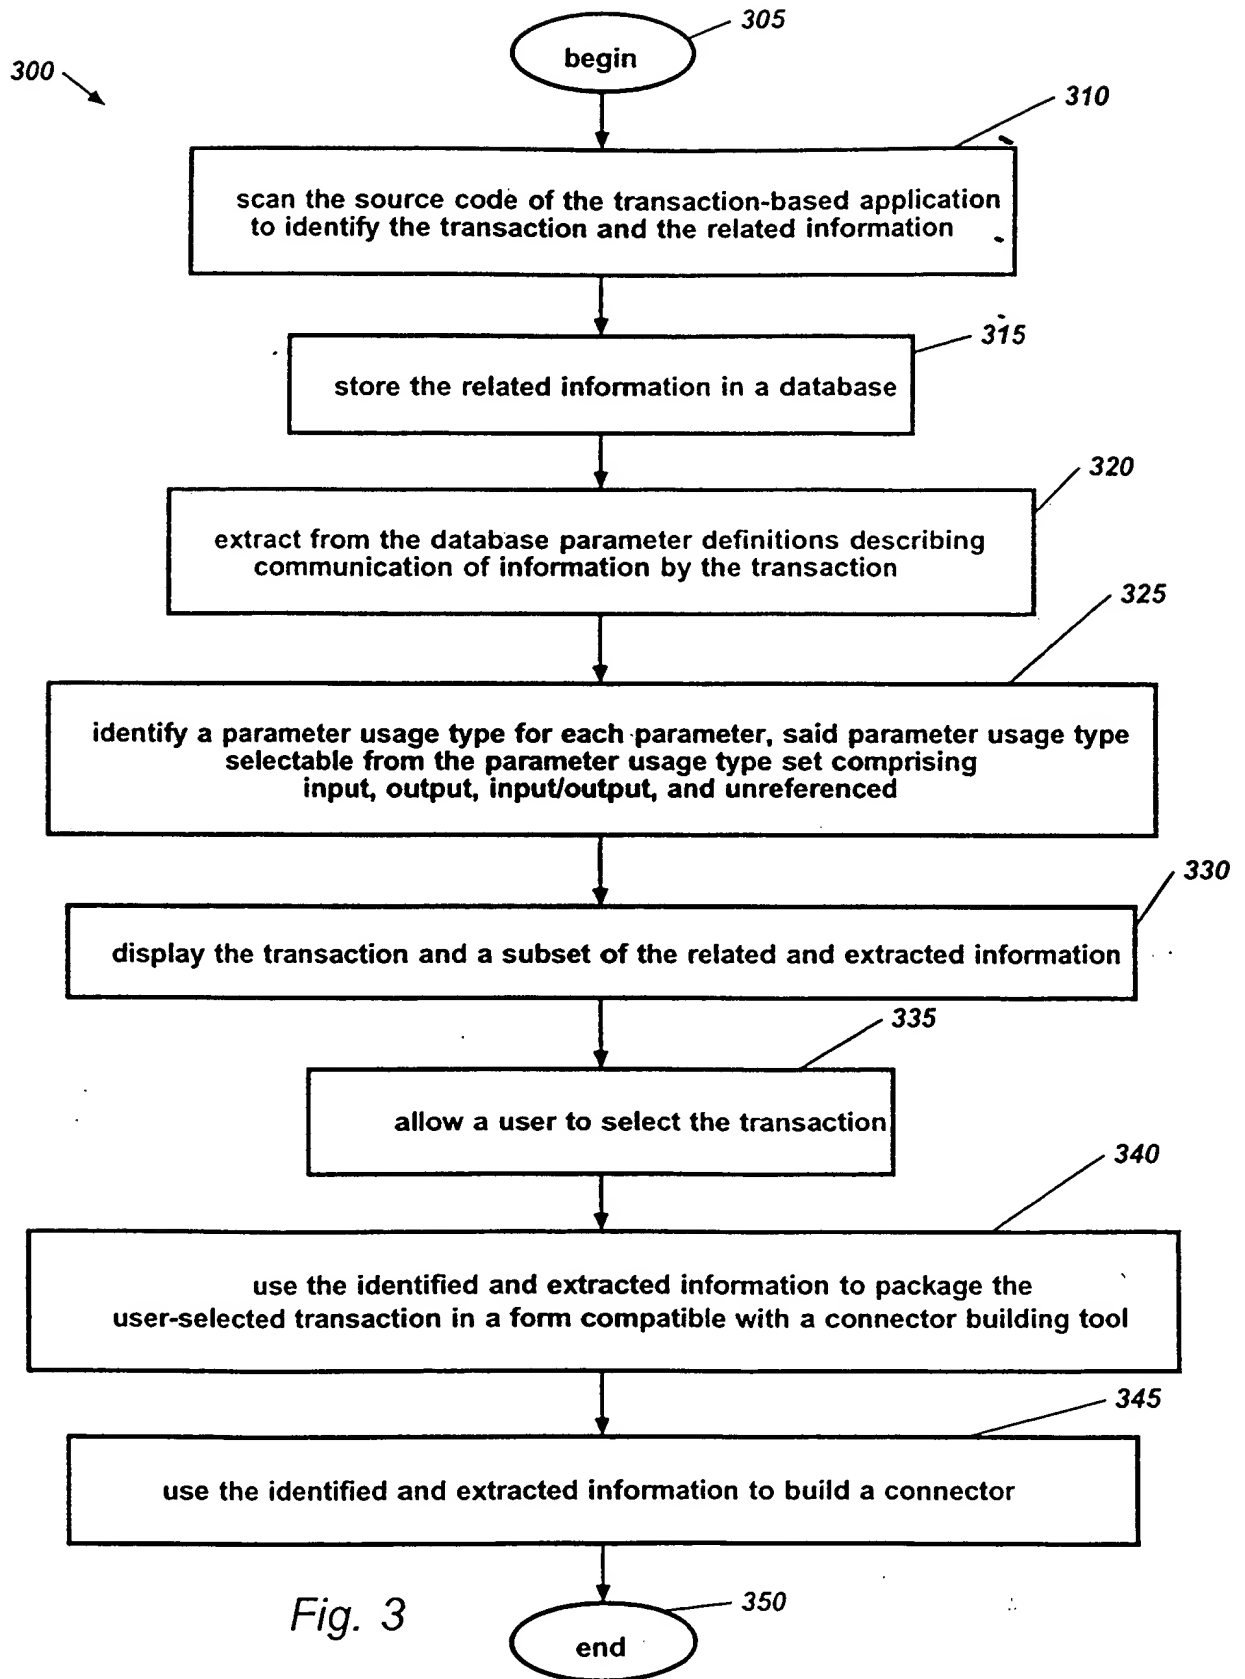 305
begin
300
310
scan the source code of the transaction-based application
to identify the transaction and the related information
315
store the related information in a database
320
extract from the database parameter definitions describing
communication of information by the transaction
325
identify a parameter usage type for each parameter, said parameter usage type
selectable from the parameter usage type set comprising
input, output, input/output, and unreferenced
330
display the transaction and a subset of the related and extracted information
335
allow a user to select the transaction
340
use the identified and extracted information to package the
user-selected transaction in a form compatible with a connector building tool
345
use the identified and extracted information to build a connector
Fig. 3
350
end